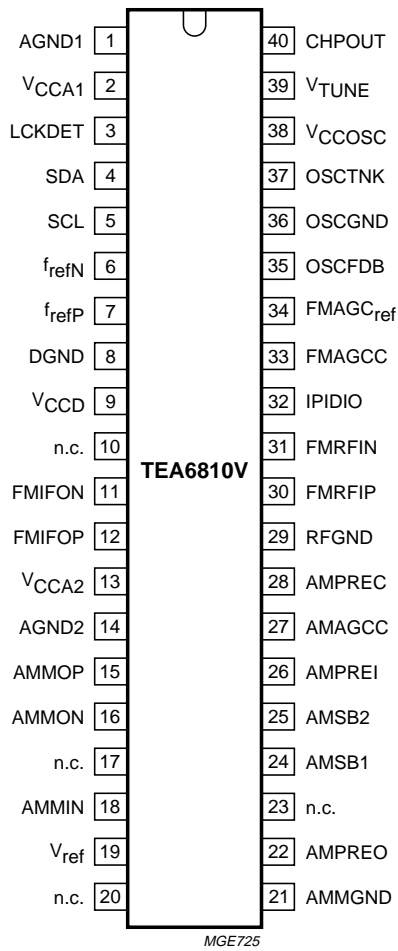 AGND1 1 40 CHPOUT
VCCA1 2 39 VTUNE
LCKDET 3 38 VCCOSC
SDA 4 37 OSCTNK
SCL 5 36 OSCGND
frefN 6 35 OSCFDB
frefP 7 34 FMAGCref
DGND 8 33 FMAGCC
VCCD 9 32 IPIDIO
n.c. 10 31 FMRFIN
TEA6810V
FMIFON 11 30 FMRFIP
FMIFOP 12 29 RFGND
VCCA2 13 28 AMPREC
AGND2 14 27 AMAGCC
AMMOP 15 26 AMPREI
AMMON 16 25 AMSB2
n.c. 17 24 AMSB1
AMMIN 18 23 n.c.
Vref 19 22 AMPREO
n.c. 20 21 AMMGND
MGE725